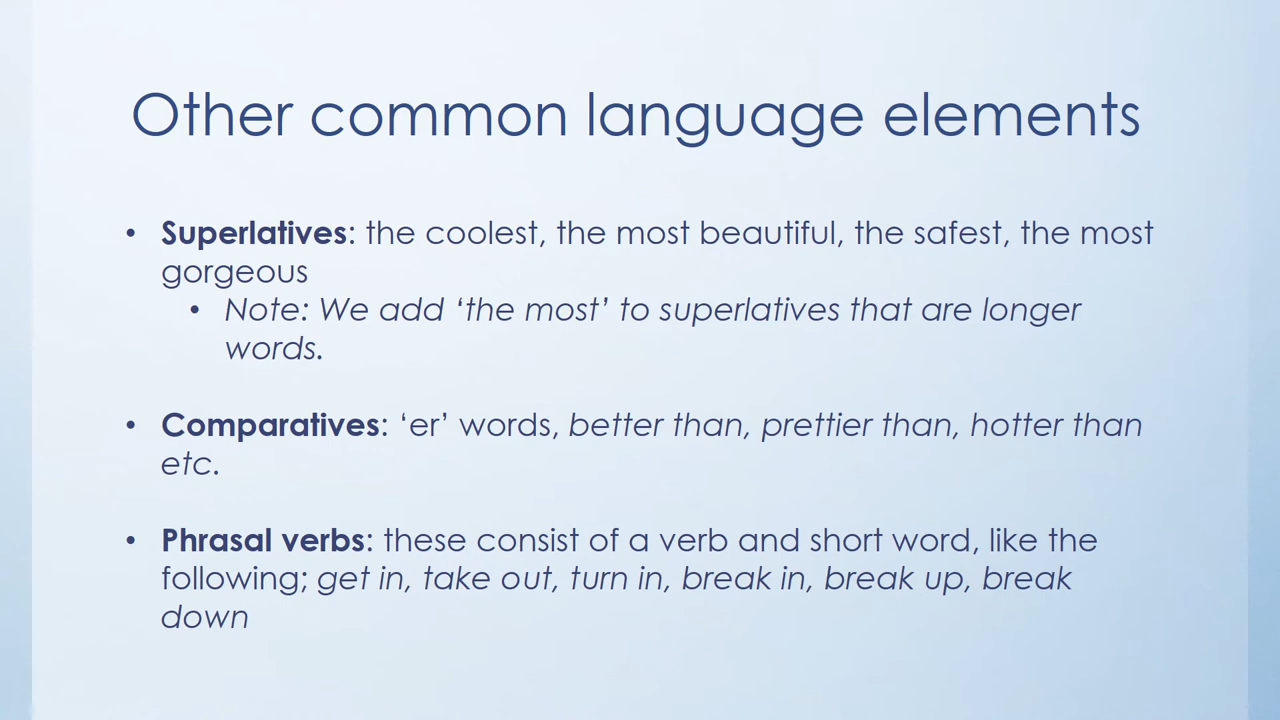 Other common language elements
• Superlatives: the coolest, the most beautiful, the safest, the most
gorgeous
• Note: We add ‘the most’ to superlatives that are longer
words.
• Comparatives: ‘er’ words, better than, prettier than, hotter than
etc.
• Phrasal verbs: these consist of a verb and short word, like the
following; get in, take out, turn in, break in, break up, break
down